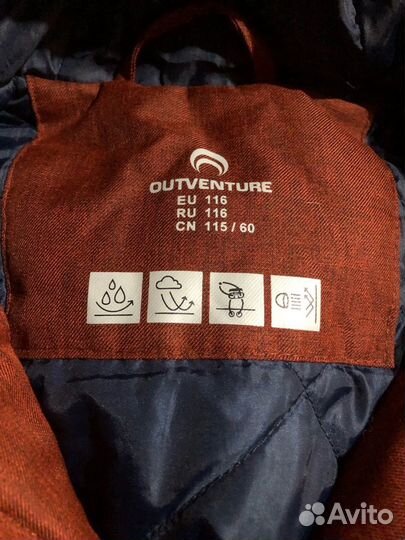 OUTVENTURE
EU 116
RU 116
CN 115 / 60
Avito